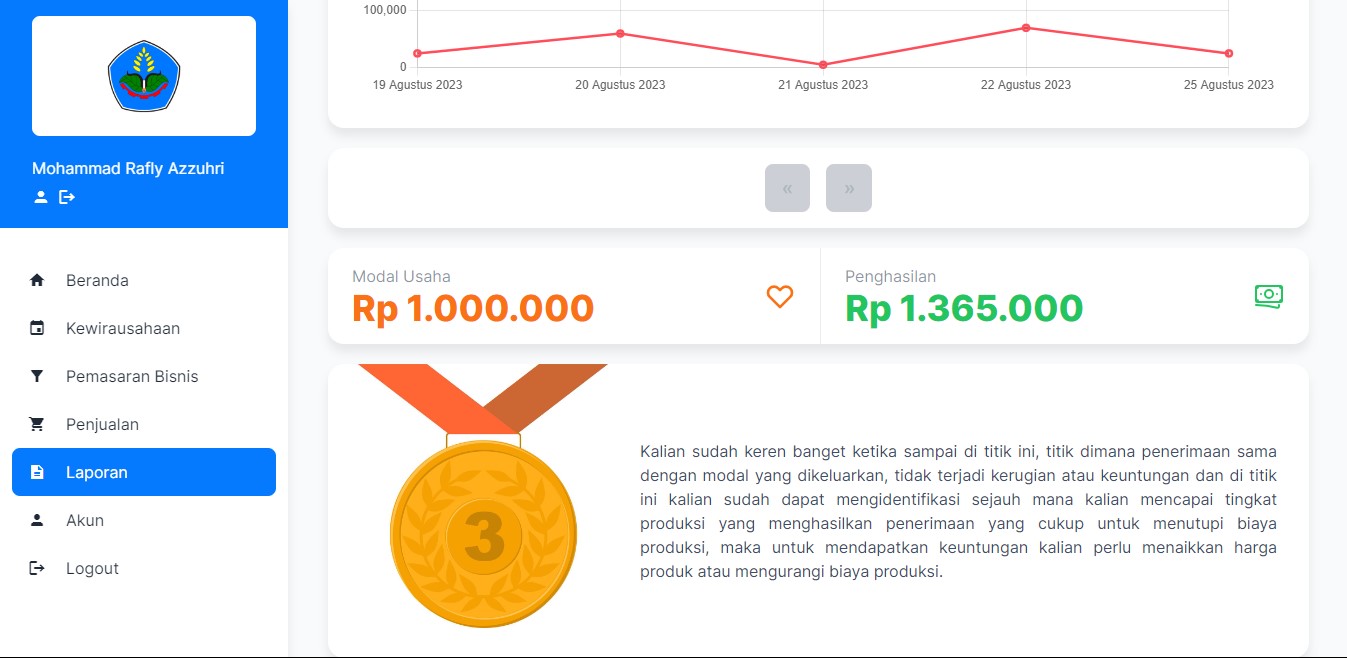 100,000
0
19 Agustus 2023
20 Agustus 2023
21 Agustus 2023
22 Agustus 2023
25 Agustus 2023
Mohammad Rafly Azzuhri
Beranda
Kewirausahaan
Pemasaran Bisnis
Penjualan
Laporan
Akun
Logout
«
»
Modal Usaha
Rp 1.000.000
Penghasilan
Rp 1.365.000
3
Kalian sudah keren banget ketika sampai di titik ini, titik dimana penerimaan sama
dengan modal yang dikeluarkan, tidak terjadi kerugian atau keuntungan dan di titik
ini kalian sudah dapat mengidentifikasi sejauh mana kalian mencapai tingkat
produksi yang menghasilkan penerimaan yang cukup untuk menutupi biaya
produksi, maka untuk mendapatkan keuntungan kalian perlu menaikkan harga
produk atau mengurangi biaya produksi.